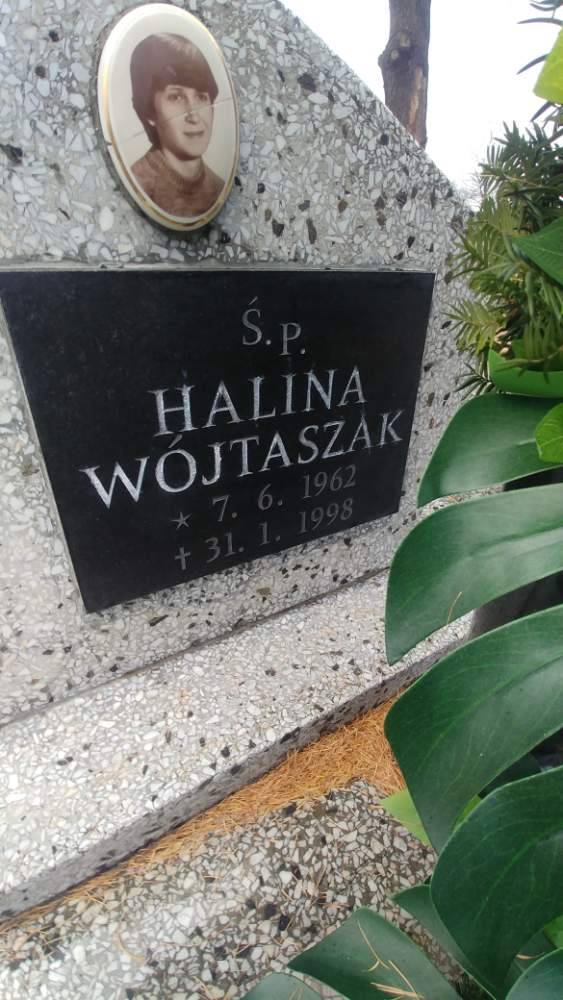 Ś.P.
HALINA
WÓJTASZAK
* 7. 6. 1962
✝ 31. 1. 1998